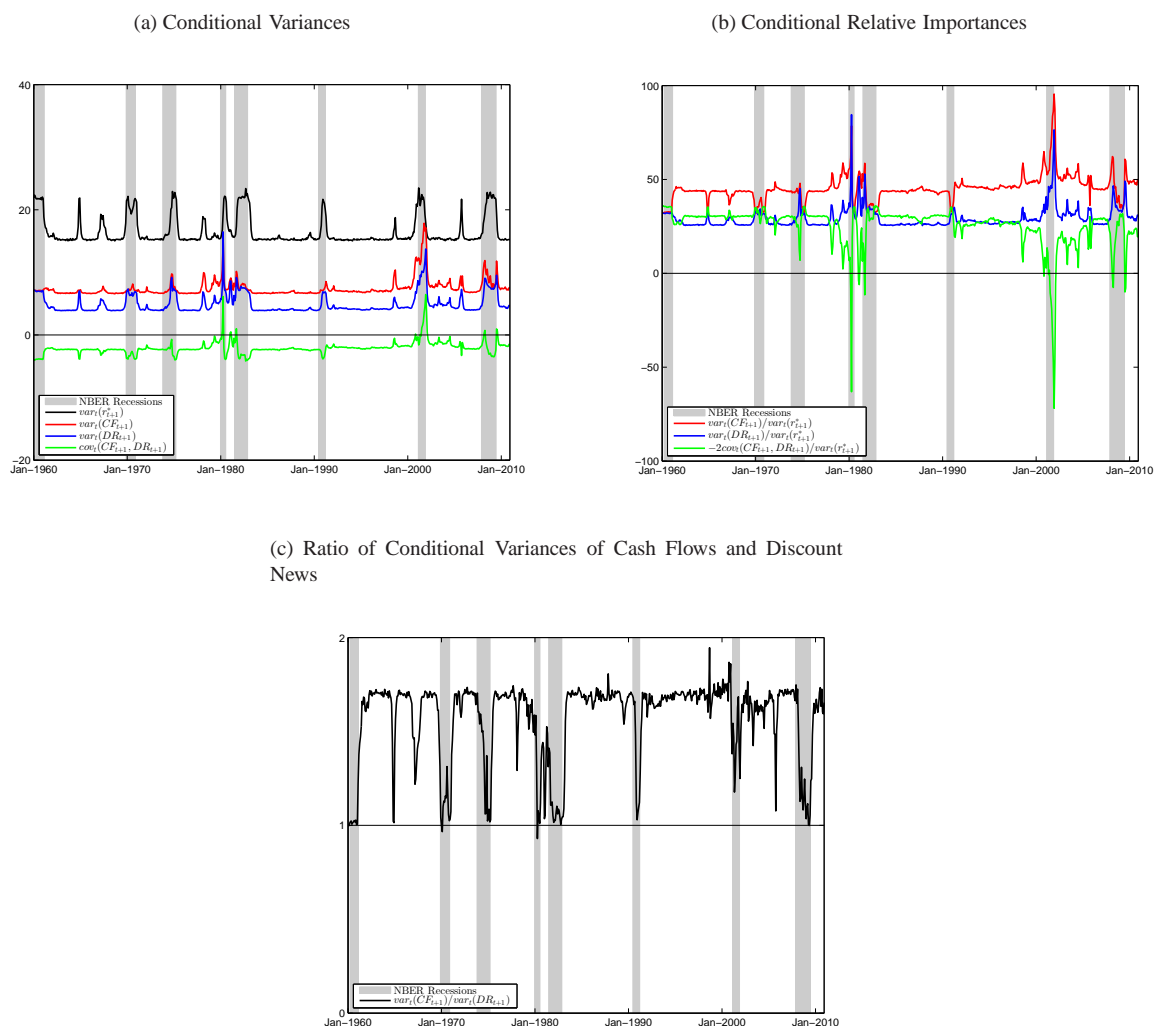 (a) Conditional Variances
40
20
0
−20
Jan−1960 Jan−1970 Jan−1980 Jan−1990 Jan−2000 Jan−2010
NBER Recessions
var_t(r*_{t+1})
var_t(CF_{t+1})
var_t(DR_{t+1})
cov_t(CF_{t+1}, DR_{t+1})
(b) Conditional Relative Importances
100
50
0
−50
−100
Jan−1960 Jan−1970 Jan−1980 Jan−1990 Jan−2000 Jan−2010
NBER Recessions
var_t(CF_{t+1})/var_t(r*_{t+1})
var_t(DR_{t+1})/var_t(r*_{t+1})
−2cov_t(CF_{t+1}, DR_{t+1})/var_t(r*_{t+1})
(c) Ratio of Conditional Variances of Cash Flows and Discount
News
2
1
0
Jan−1960 Jan−1970 Jan−1980 Jan−1990 Jan−2000 Jan−2010
NBER Recessions
var_t(CF_{t+1})/var_t(DR_{t+1})